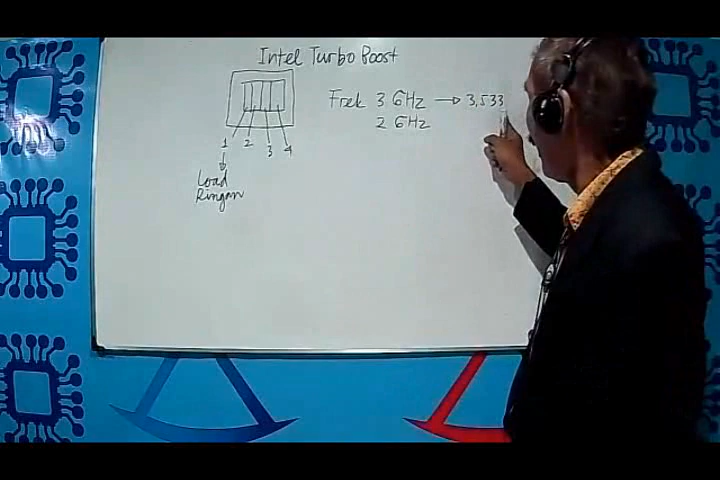 Intel Turbo Boost
Frek 3 GHz → 3,533
2 GHz
1 2 3 4
Load
Ringan